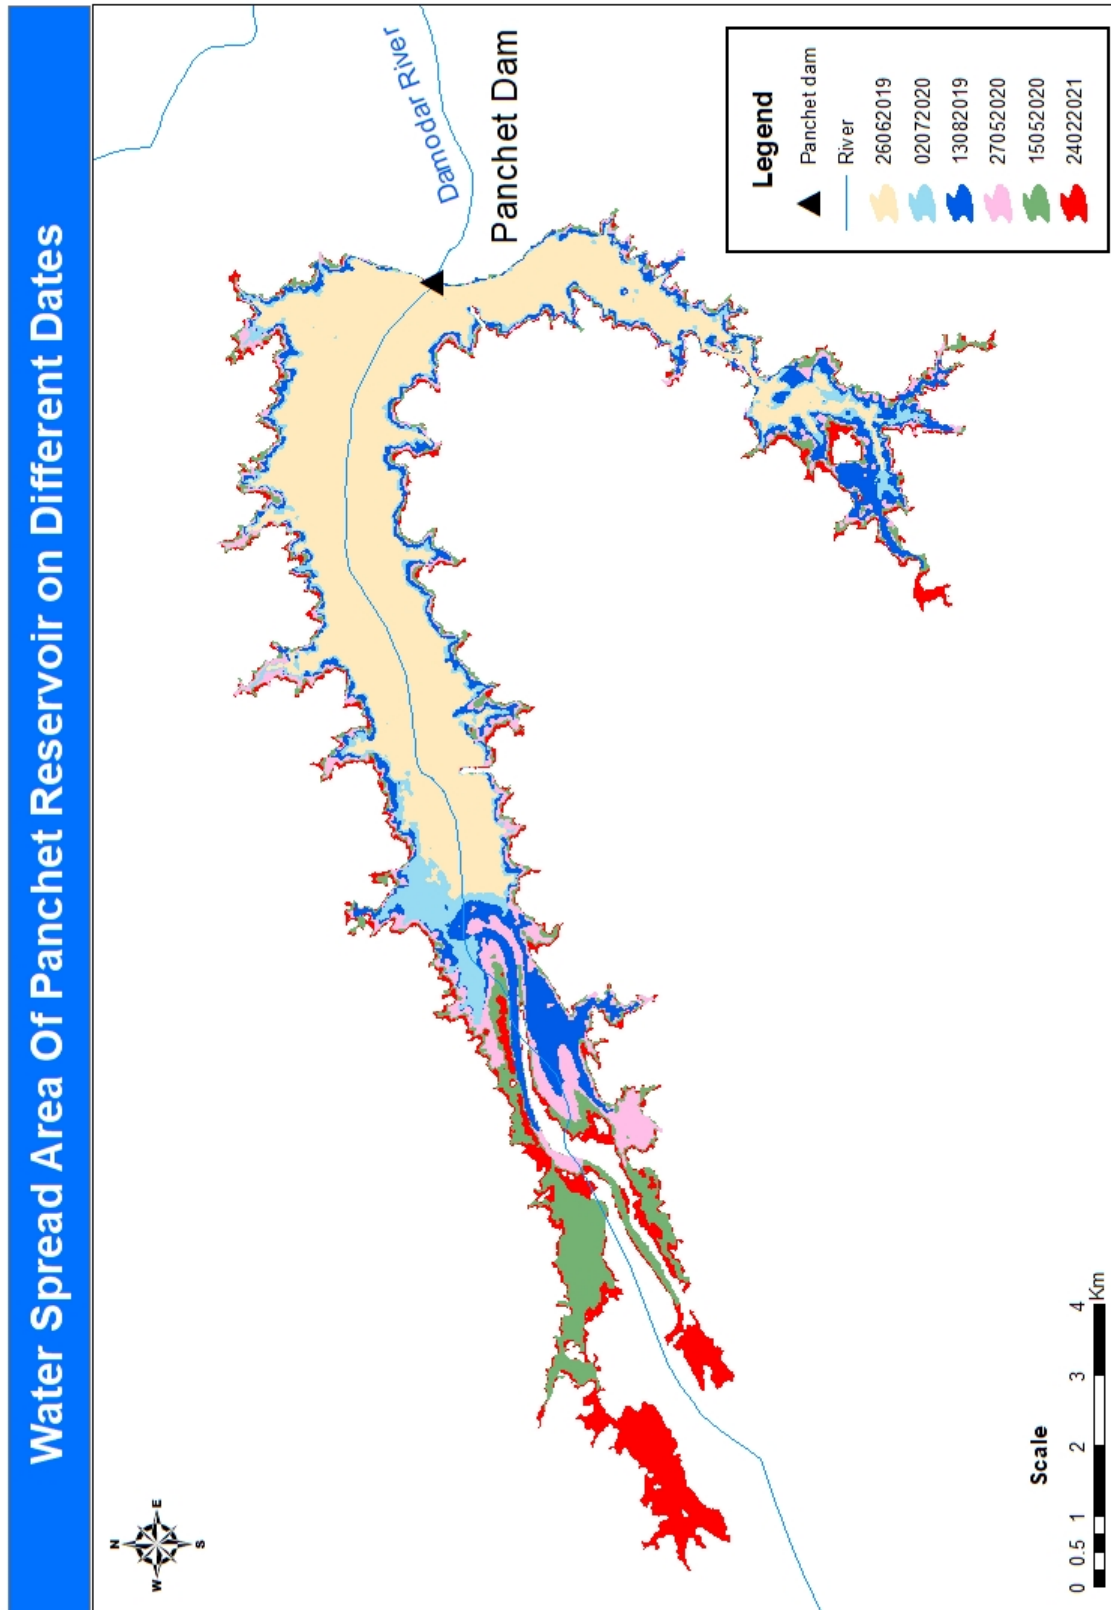 Water Spread Area Of Panchet Reservoir on Different Dates
N
W
E
S
Damodar River
Panchet Dam
Legend
Panchet dam
River
26062019
02072020
13082019
27052020
15052020
24022021
Scale
0 0.5 1 2 3 4
Km